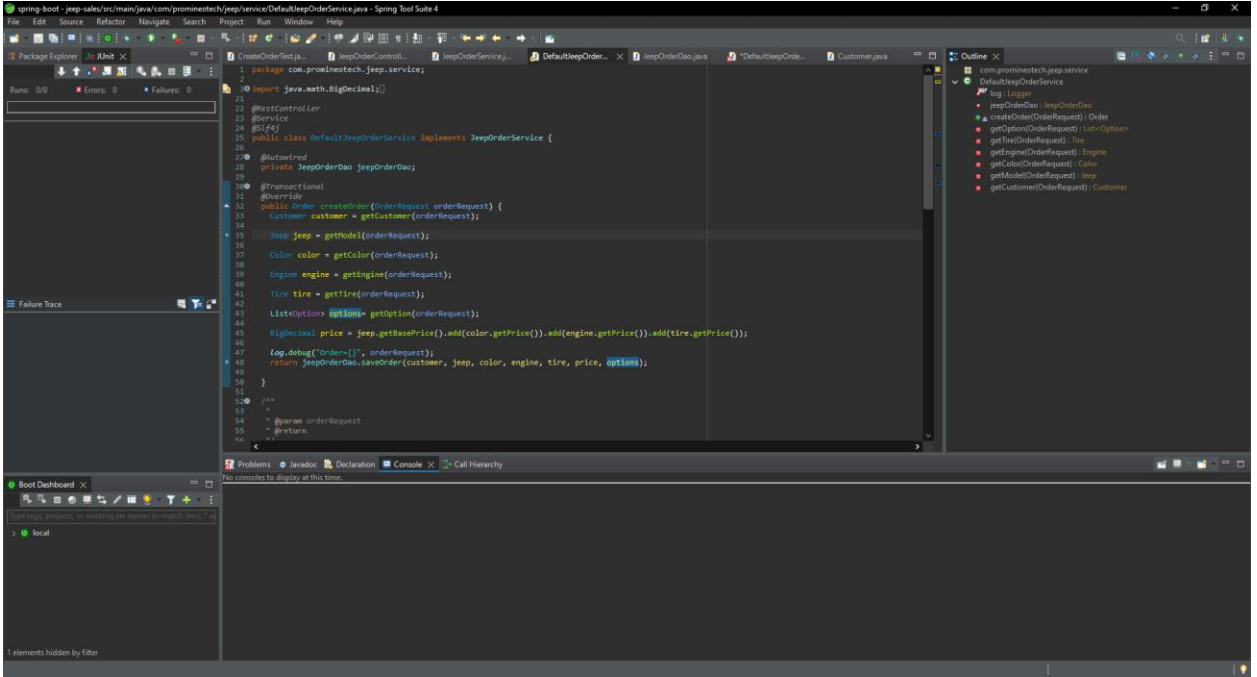 spring-boot - jeep-sales/src/main/java/com/promineotech/jeep/service/DefaultJeepOrderService.java - Spring Tool Suite 4
File Edit Source Refactor Navigate Search Project Run Window Help
Package Explorer JUnit
Runs: 0/0 Errors: 0 Failures: 0
Failure Trace
Boot Dashboard
Type tags, projects, or working set names to match (incl. * a
local
1 elements hidden by filter
CreateOrderTest.ja... JeepOrderControll... JeepOrderService.j... DefaultJeepOrder... JeepOrderDao.java *DefaultJeepOrde... Customer.java
1 package com.promineotech.jeep.service;
2
3 import java.math.BigDecimal;
21
22 @RestController
23 @Service
24 @Slf4j
25 public class DefaultJeepOrderService implements JeepOrderService {
26
27 @Autowired
28 private JeepOrderDao jeepOrderDao;
29
30 @Transactional
31 @Override
32 public Order createOrder(OrderRequest orderRequest) {
33 Customer customer = getCustomer(orderRequest);
34
35 Jeep jeep = getModel(orderRequest);
36
37 Color color = getColor(orderRequest);
38
39 Engine engine = getEngine(orderRequest);
40
41 Tire tire = getTire(orderRequest);
42
43 List<Option> options= getOption(orderRequest);
44
45 BigDecimal price = jeep.getBasePrice().add(color.getPrice()).add(engine.getPrice()).add(tire.getPrice());
46
47 log.debug("Order={}", orderRequest);
48 return jeepOrderDao.saveOrder(customer, jeep, color, engine, tire, price, options);
49
50 }
51
52 /**
53 *
54 * @param orderRequest
55 * @return
56 */
Problems Javadoc Declaration Console Call Hierarchy
No consoles to display at this time.
Outline
com.promineotech.jeep.service
DefaultJeepOrderService
log : Logger
jeepOrderDao : JeepOrderDao
createOrder(OrderRequest) : Order
getOption(OrderRequest) : List<Option>
getTire(OrderRequest) : Tire
getEngine(OrderRequest) : Engine
getColor(OrderRequest) : Color
getModel(OrderRequest) : Jeep
getCustomer(OrderRequest) : Customer